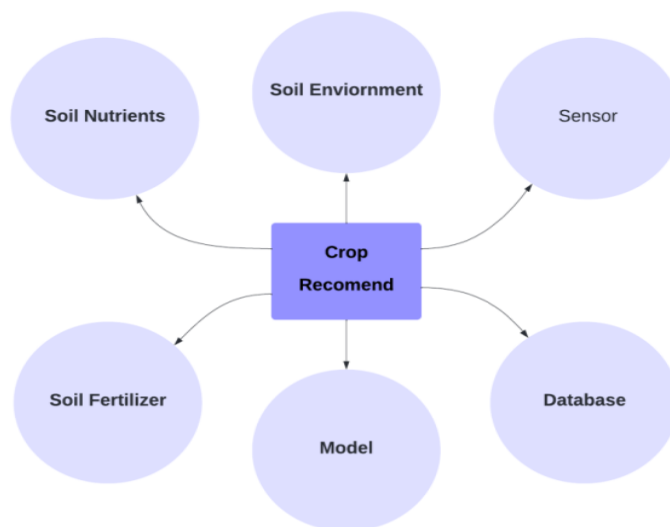 Soil Nutrients
Soil Enviornment
Sensor
Crop
Recomend
Soil Fertilizer
Model
Database